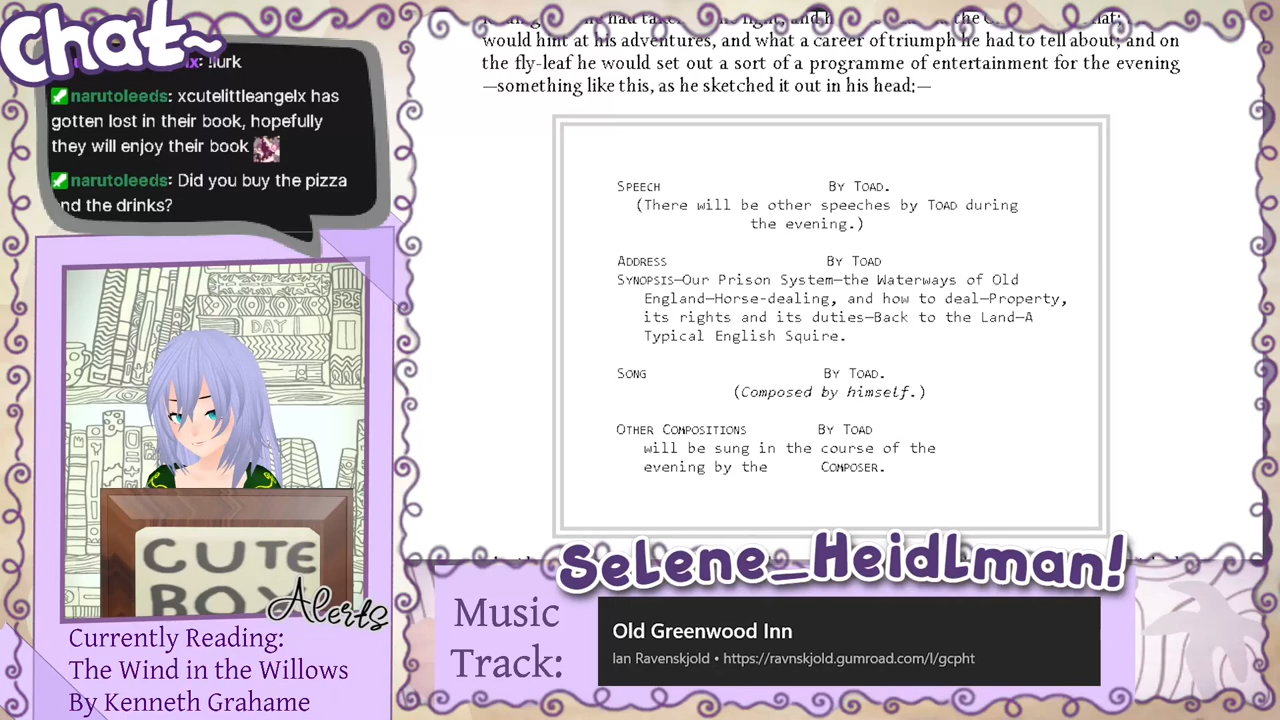 Chat~
!lurk
narutoleeds: xcutelittleangelx has
gotten lost in their book, hopefully
they will enjoy their book
narutoleeds: Did you buy the pizza
and the drinks?
DAY
CUTE
BOX
Alerts
Currently Reading:
The Wind in the Willows
By Kenneth Grahame
would hint at his adventures, and what a career of triumph he had to tell about; and on
the fly-leaf he would set out a sort of a programme of entertainment for the evening
—something like this, as he sketched it out in his head:—
SPEECH BY TOAD.
(There will be other speeches by TOAD during
the evening.)
ADDRESS BY TOAD
SYNOPSIS—Our Prison System—the Waterways of Old
England—Horse-dealing, and how to deal—Property,
its rights and its duties—Back to the Land—A
Typical English Squire.
SONG BY TOAD.
(Composed by himself.)
OTHER COMPOSITIONS BY TOAD
will be sung in the course of the
evening by the COMPOSER.
Selene_Heidlman!
Music
Track:
Old Greenwood Inn
Ian Ravenskjold • https://ravnskjold.gumroad.com/l/gcpht